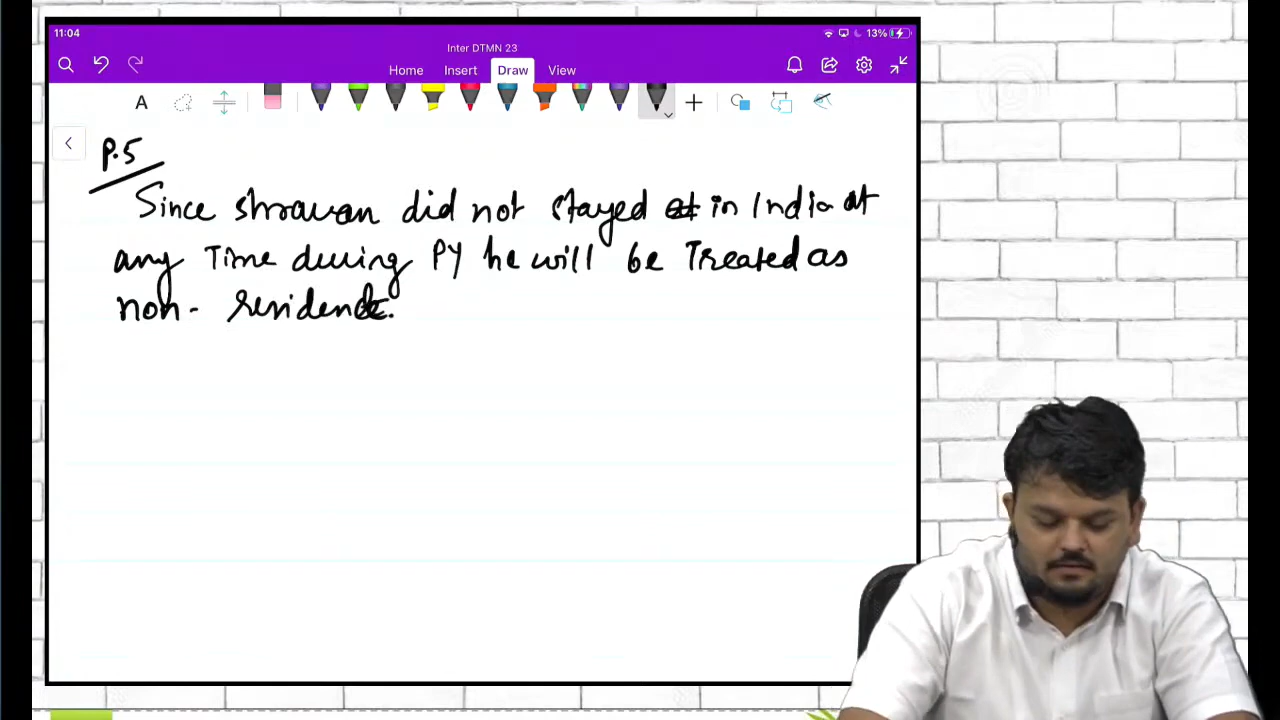 11:04
13%
Inter DTMN 23
Home Insert Draw View
A
P.5
Since shravan did not stayed at in India at
any Time during PY he will be Treated as
non- resident.